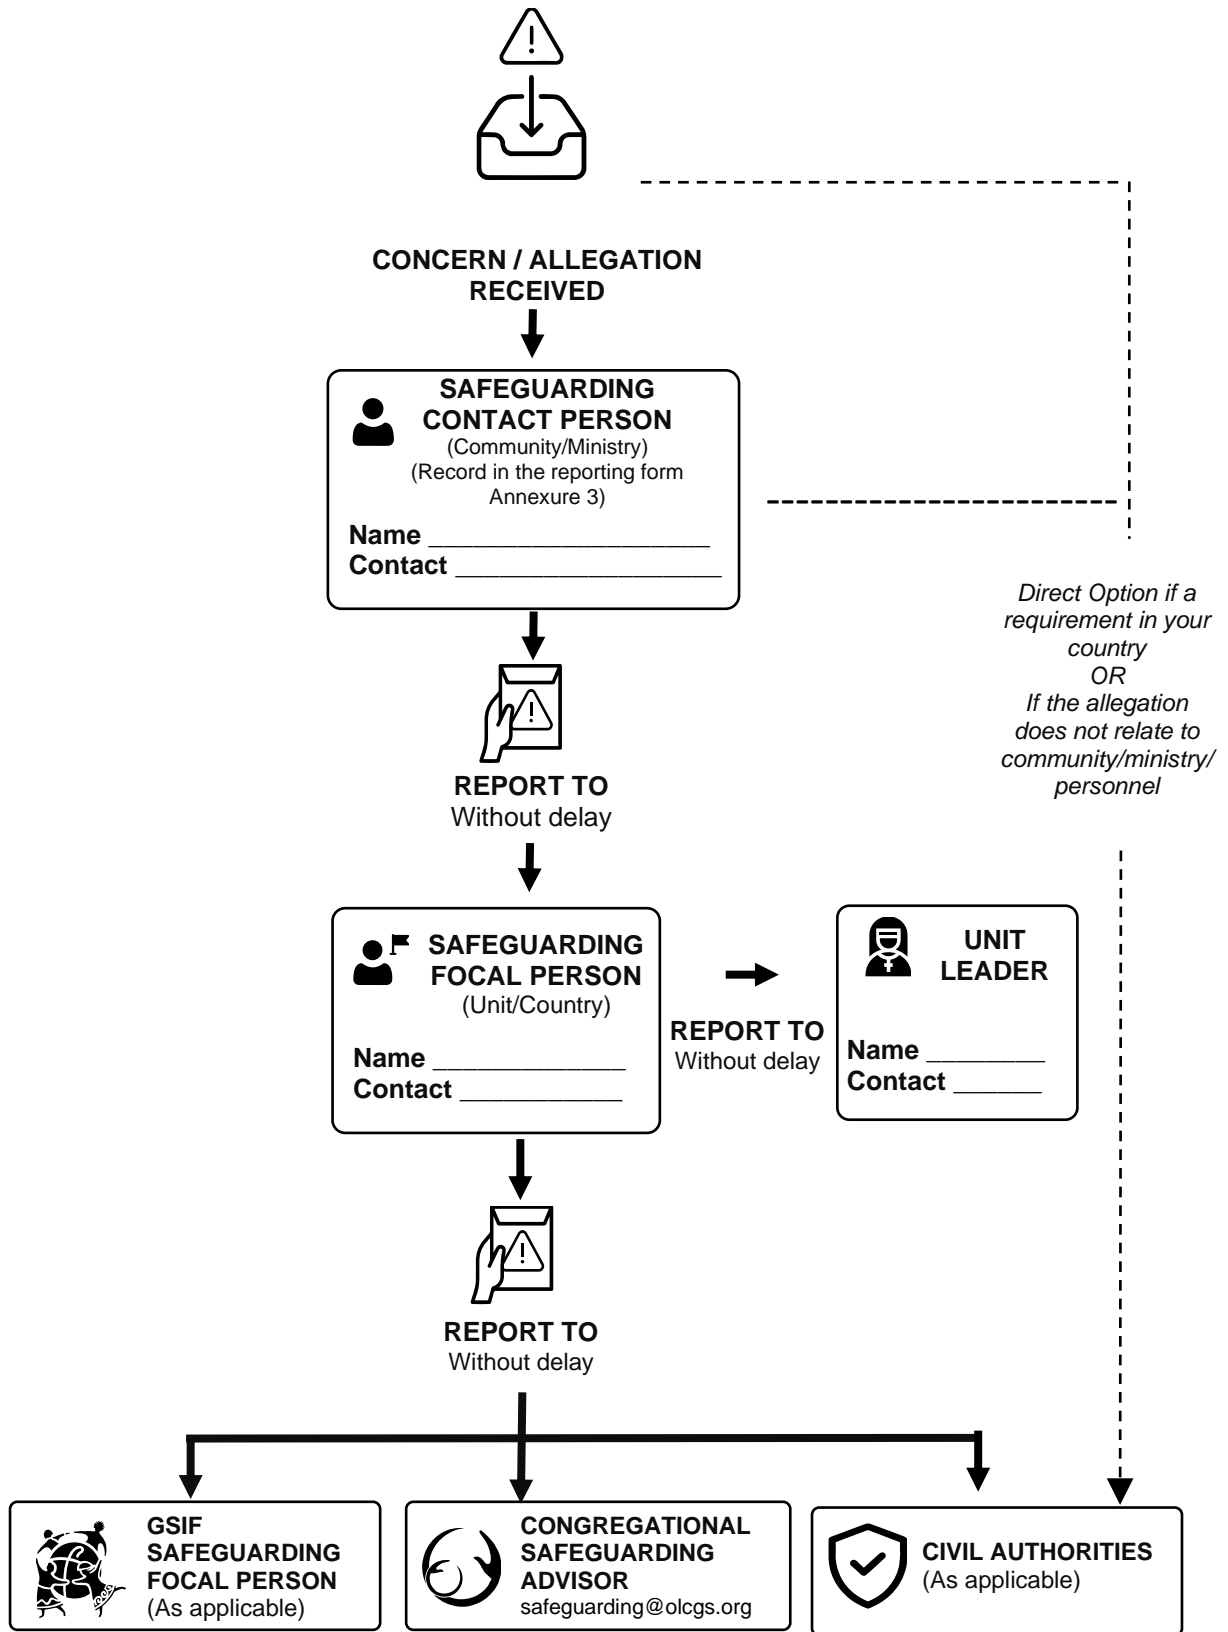 CONCERN / ALLEGATION
RECEIVED
SAFEGUARDING
CONTACT PERSON
(Community/Ministry)
(Record in the reporting form
Annexure 3)
Name ___________________
Contact __________________
Direct Option if a
requirement in your
country
OR
If the allegation
does not relate to
community/ministry/
personnel
REPORT TO
Without delay
SAFEGUARDING
FOCAL PERSON
(Unit/Country)
Name _____________
Contact ___________
REPORT TO
Without delay
UNIT
LEADER
Name ________
Contact ______
REPORT TO
Without delay
GSIF
SAFEGUARDING
FOCAL PERSON
(As applicable)
CONGREGATIONAL
SAFEGUARDING
ADVISOR
safeguarding@olcgs.org
CIVIL AUTHORITIES
(As applicable)